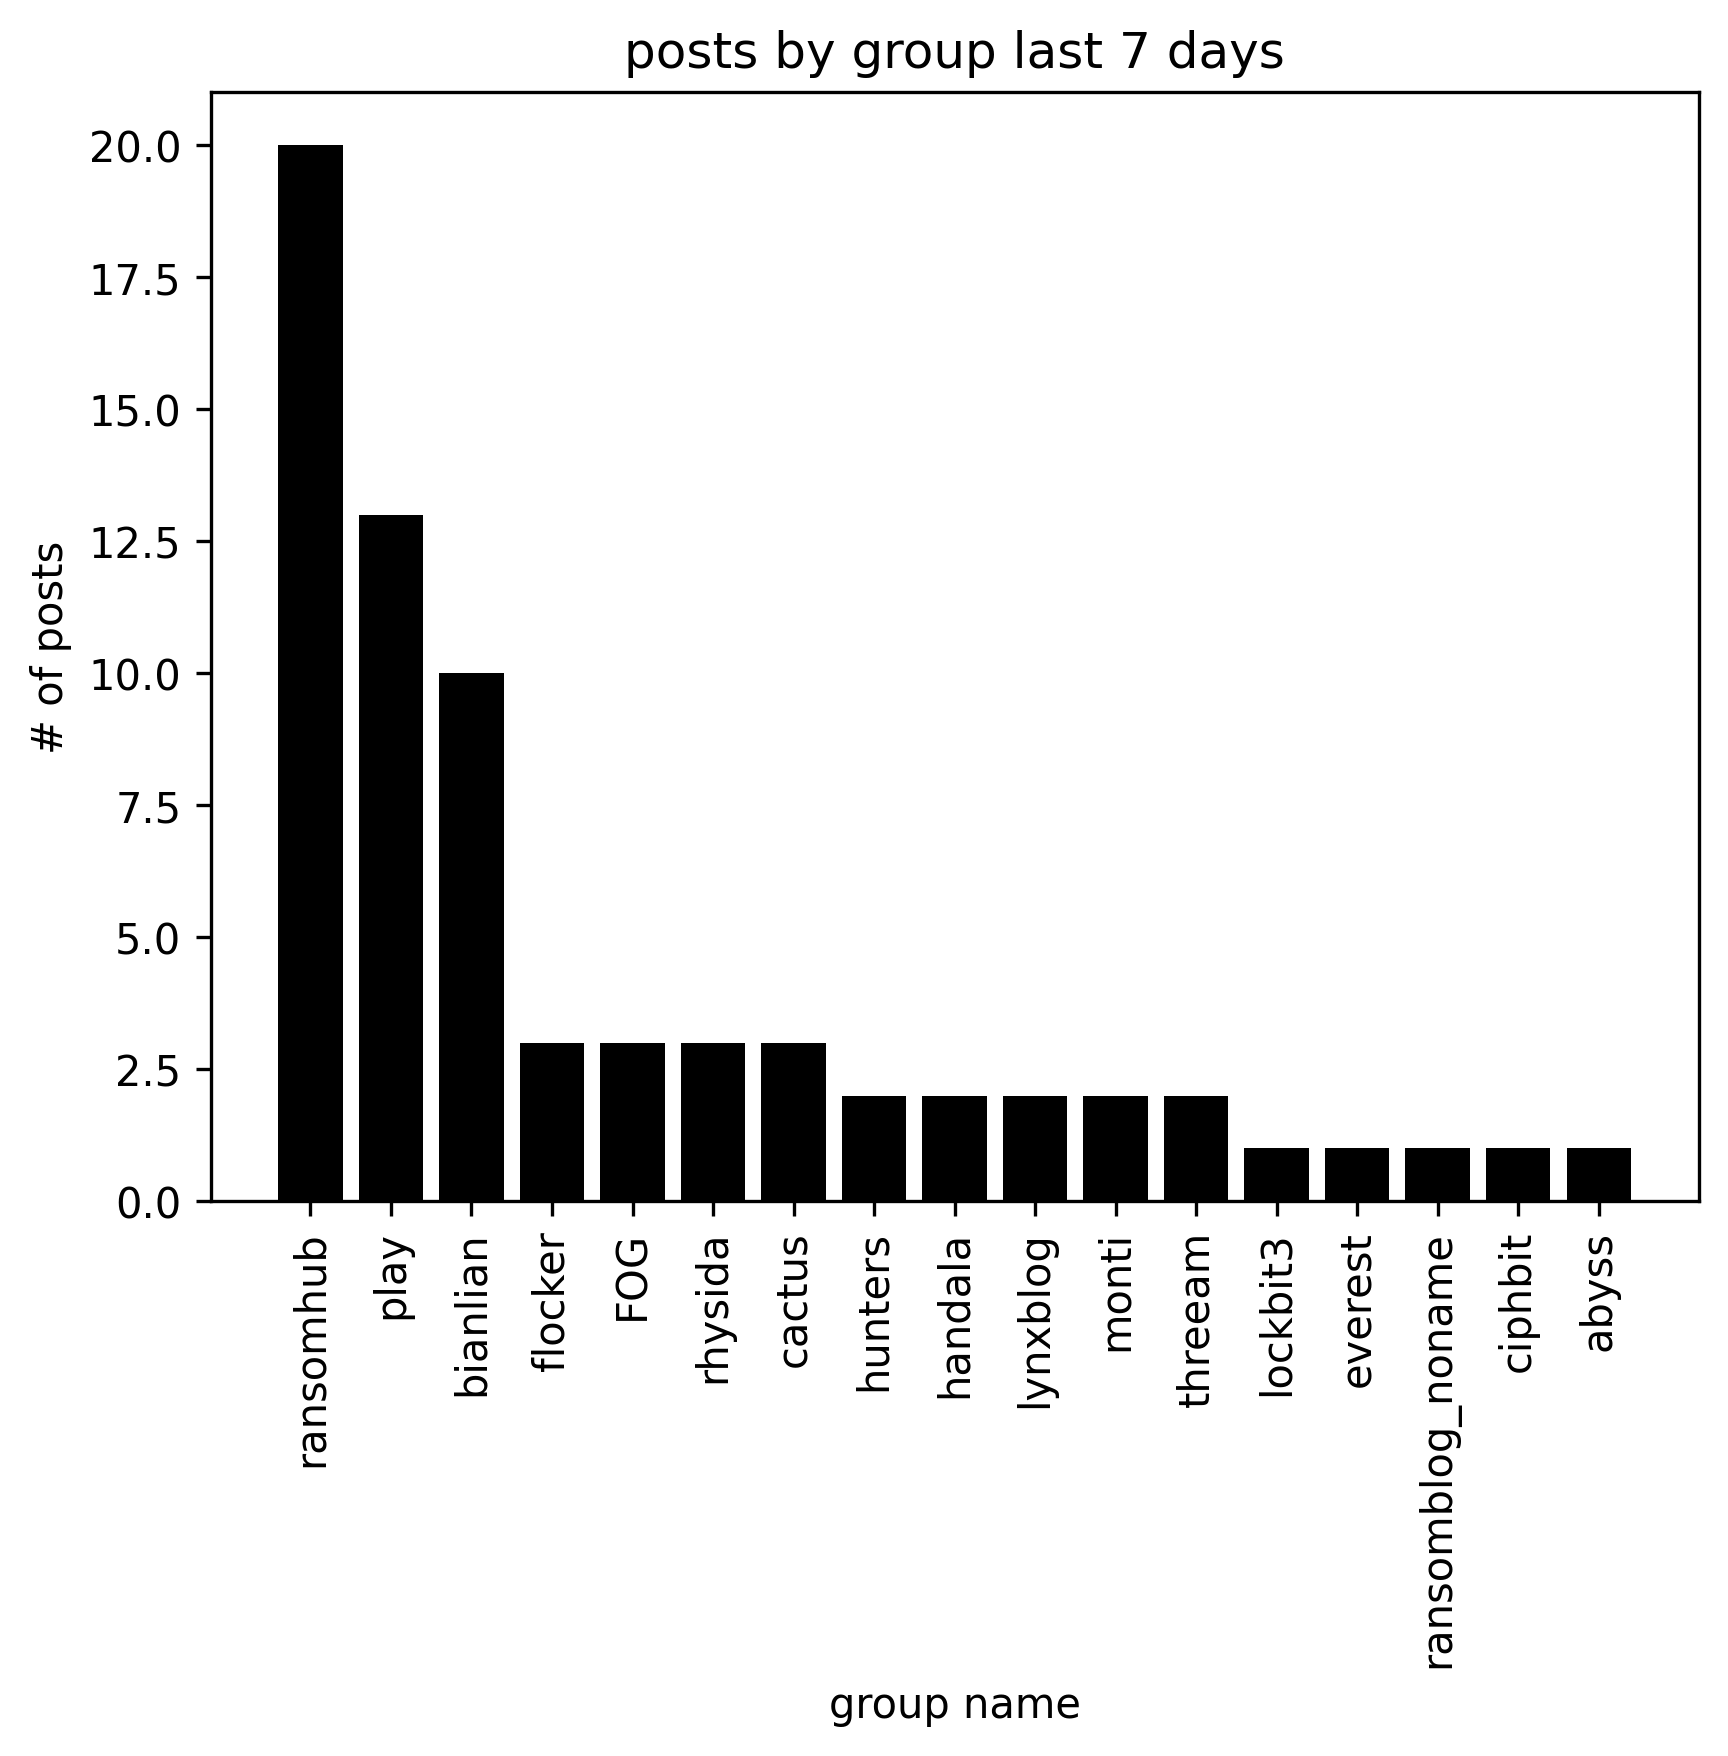 posts by group last 7 days
# of posts
20.0
17.5
15.0
12.5
10.0
7.5
5.0
2.5
0.0
ransomhub
play
bianlian
flocker
FOG
rhysida
cactus
hunters
handala
lynxblog
monti
threeam
lockbit3
everest
ransomblog_noname
ciphbit
abyss
group name